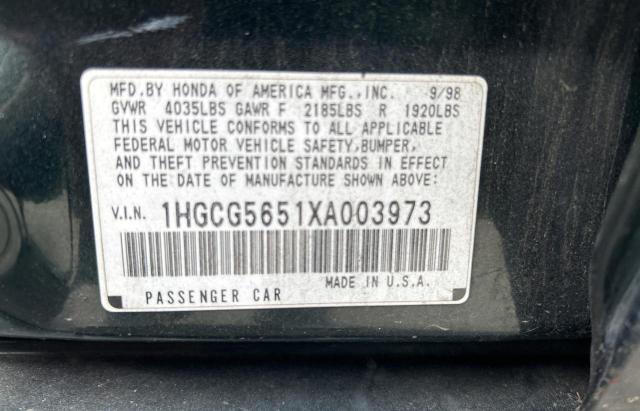 MFD.BY HONDA OF AMERICA MFG.,INC. 9/98
GVWR 4035LBS GAWR F 2185LBS R 1920LBS
THIS VEHICLE CONFORMS TO ALL APPLICABLE
FEDERAL MOTOR VEHICLE SAFETY,BUMPER,
AND THEFT PREVENTION STANDARDS IN EFFECT
ON THE DATE OF MANUFACTURE SHOWN ABOVE:
V.I.N. 1HGCG5651XA003973
MADE IN U.S.A.
PASSENGER CAR